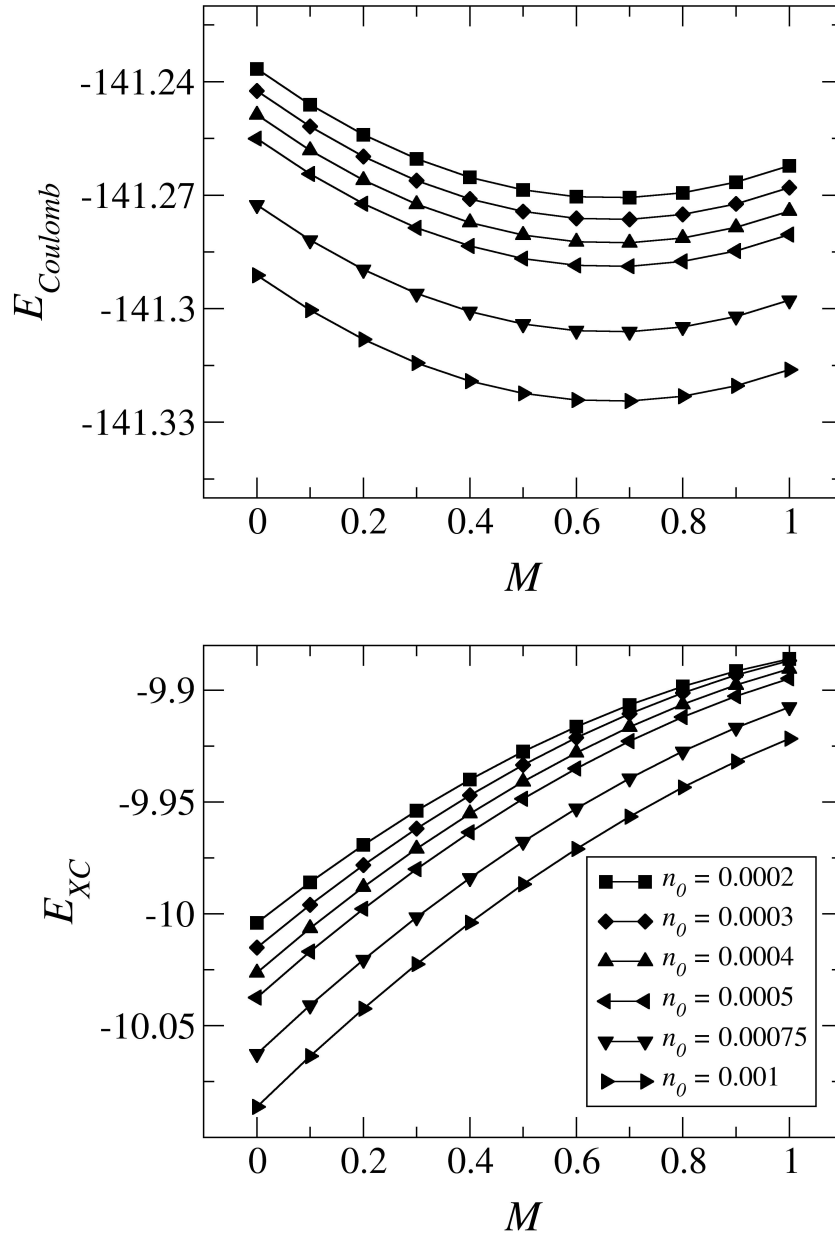 -141.24
-141.27
-141.3
-141.33
E_Coulomb
0 0.2 0.4 0.6 0.8 1
M
-9.9
-9.95
-10
-10.05
E_XC
n_0 = 0.0002
n_0 = 0.0003
n_0 = 0.0004
n_0 = 0.0005
n_0 = 0.00075
n_0 = 0.001
0 0.2 0.4 0.6 0.8 1
M